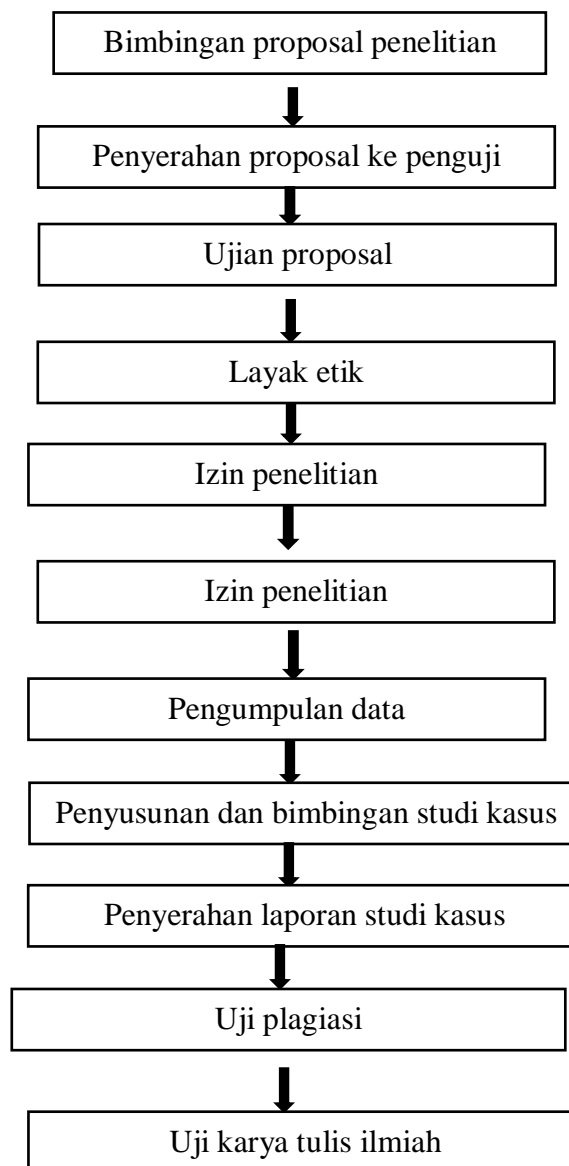 Bimbingan proposal penelitian
Penyerahan proposal ke penguji
Ujian proposal
Layak etik
Izin penelitian
Izin penelitian
Pengumpulan data
Penyusunan dan bimbingan studi kasus
Penyerahan laporan studi kasus
Uji plagiasi
Uji karya tulis ilmiah